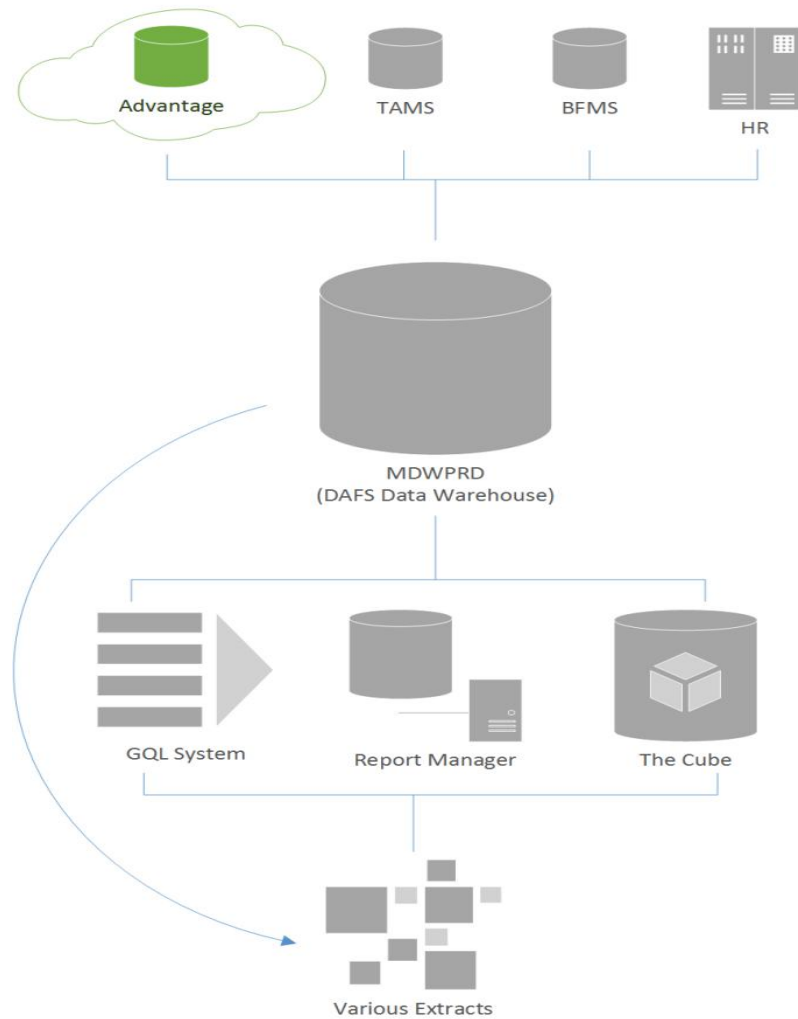 Advantage
TAMS
BFMS
HR
MDWPRD
(DAFS Data Warehouse)
GQL System
Report Manager
The Cube
Various Extracts